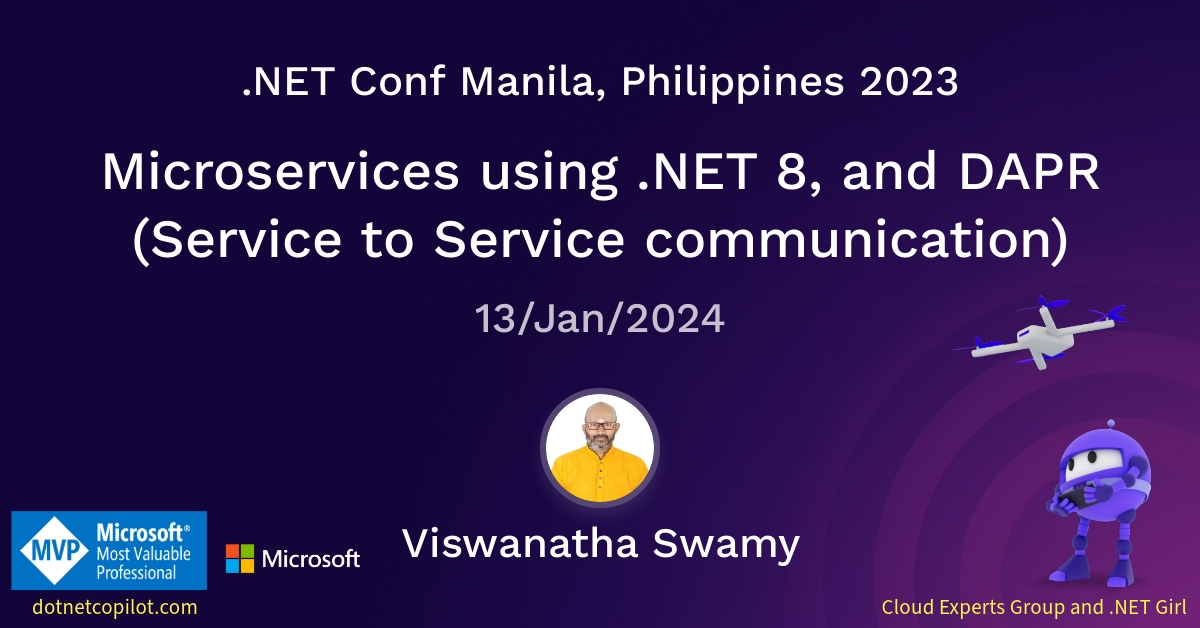 .NET Conf Manila, Philippines 2023
Microservices using .NET 8, and DAPR
(Service to Service communication)
13/Jan/2024
MVP
Microsoft®
Most Valuable
Professional
Microsoft
Viswanatha Swamy
dotnetcopilot.com
Cloud Experts Group and .NET Girl